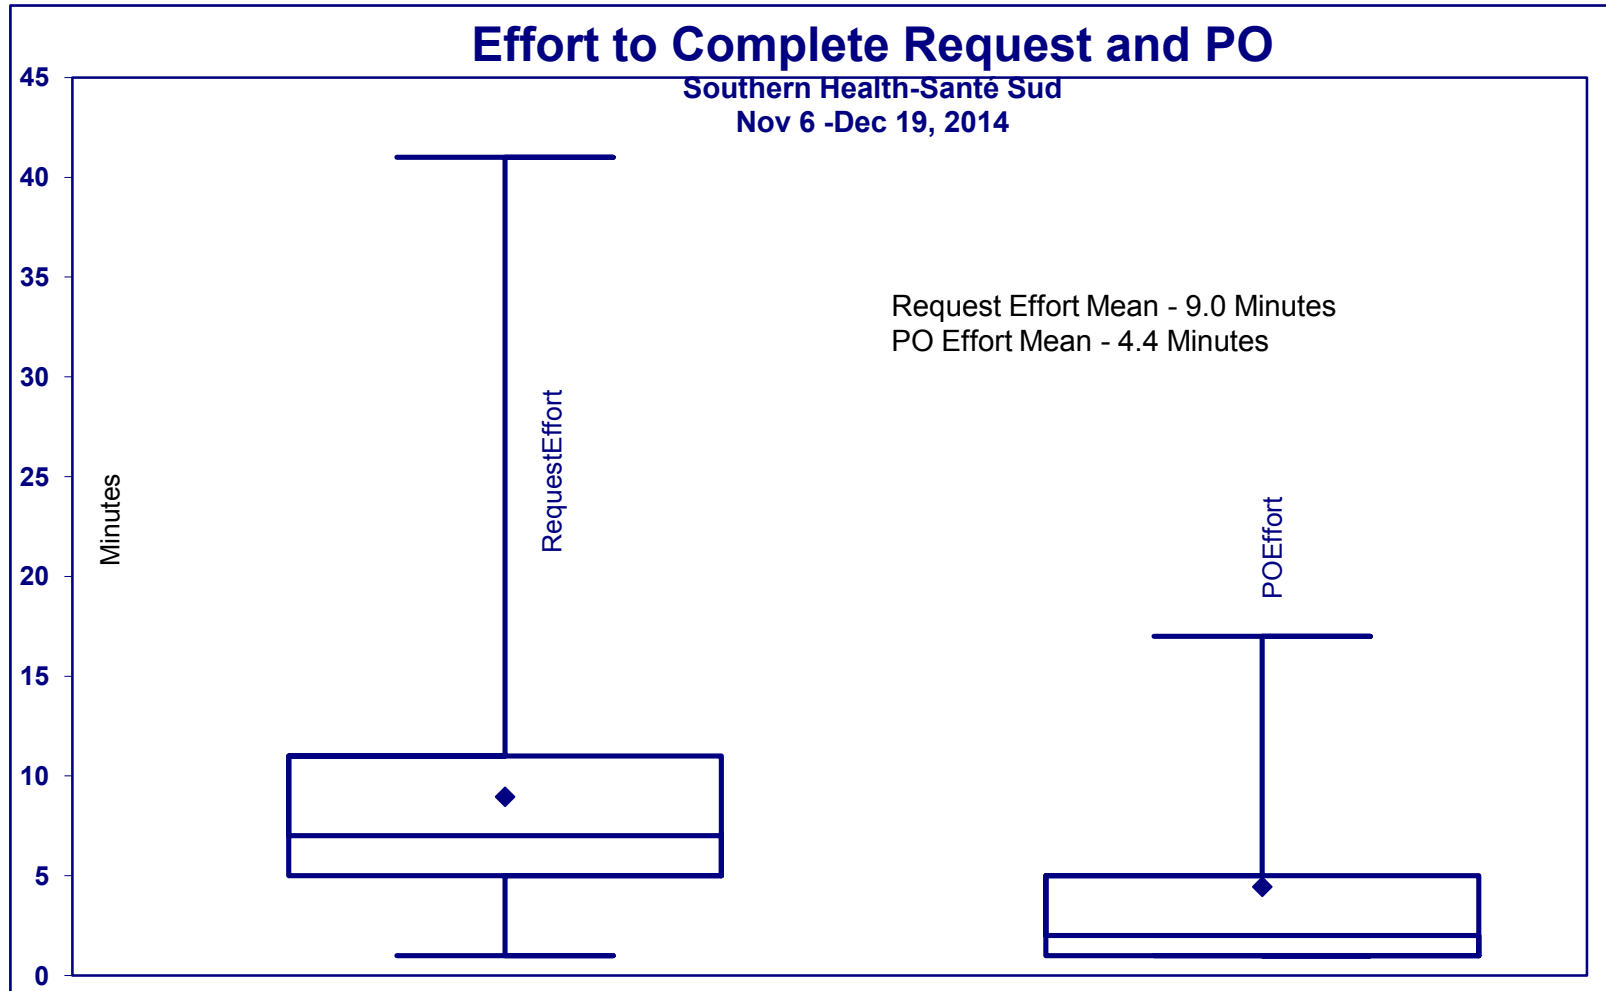 Effort to Complete Request and PO
Southern Health-Santé Sud
Nov 6 -Dec 19, 2014
45
40
35
30
25
20
15
10
5
0
Minutes
RequestEffort
Request Effort Mean - 9.0 Minutes
PO Effort Mean - 4.4 Minutes
POEffort